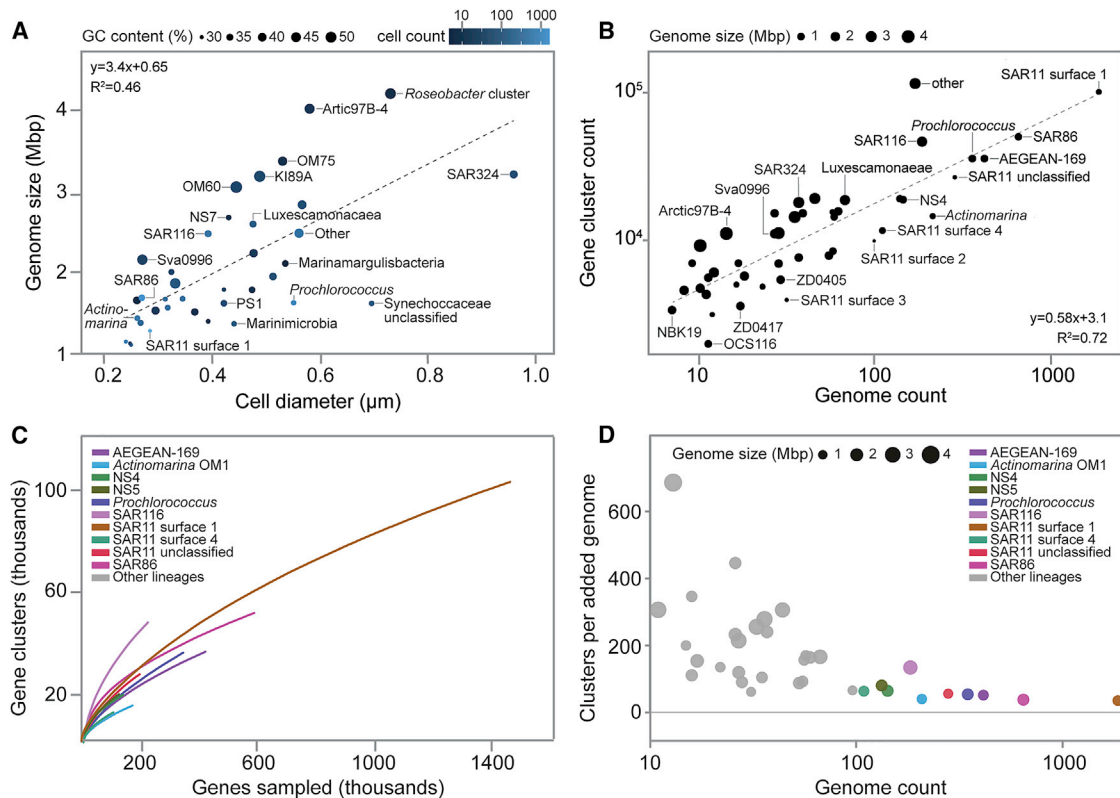 A
GC content (%) 30 35 40 45 50
cell count
10 100 1000
y=3.4x+0.65
R²=0.46
Genome size (Mbp)
4
3
2
1
Roseobacter cluster
Artic97B-4
OM75
KI89A
OM60
SAR324
NS7
Luxescamonacaea
SAR116
Other
Sva0996
Marinamargulisbacteria
SAR86
Prochlorococcus
Actino-
marina
PS1
Synechoccaceae
unclassified
Marinimicrobia
SAR11 surface 1
0.2 0.4 0.6 0.8 1.0
Cell diameter (µm)
B
Genome size (Mbp) 1 2 3 4
Gene cluster count
10⁵
10⁴
SAR11 surface 1
other
Prochlorococcus
SAR116
SAR86
AEGEAN-169
SAR324
Luxescamonaeae
SAR11 unclassified
Sva0996
NS4
Arctic97B-4
Actinomarina
SAR11 surface 4
SAR11 surface 2
ZD0405
SAR11 surface 3
NBK19
ZD0417
OCS116
y=0.58x+3.1
R²=0.72
10 100 1000
Genome count
C
AEGEAN-169
Actinomarina OM1
NS4
NS5
Prochlorococcus
SAR116
SAR11 surface 1
SAR11 surface 4
SAR11 unclassified
SAR86
Other lineages
Gene clusters (thousands)
100
60
20
200 600 1000 1400
Genes sampled (thousands)
D
Genome size (Mbp) 1 2 3 4
AEGEAN-169
Actinomarina OM1
NS4
NS5
Prochlorococcus
SAR116
SAR11 surface 1
SAR11 surface 4
SAR11 unclassified
SAR86
Other lineages
Clusters per added genome
600
400
200
0
10 100 1000
Genome count